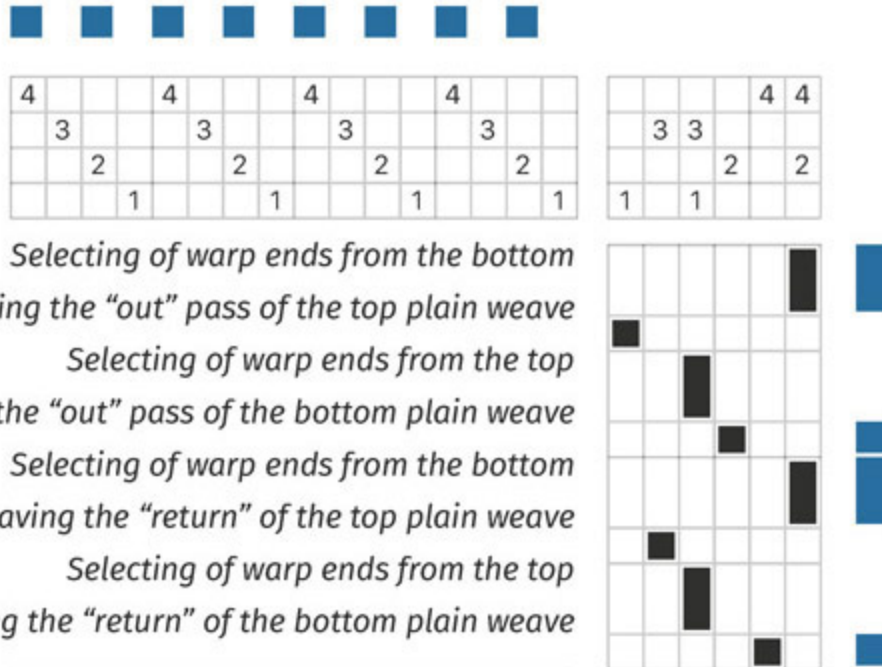 4 4 4 4 4 4
3 3 3 3 3 3
2 2 2 2 2 2
1 1 1 1 1 1
Selecting of warp ends from the bottom
the “out” pass of the top plain weave
Selecting of warp ends from the top
the “out” pass of the bottom plain weave
Selecting of warp ends from the bottom
the “return” of the top plain weave
Selecting of warp ends from the top
the “return” of the bottom plain weave